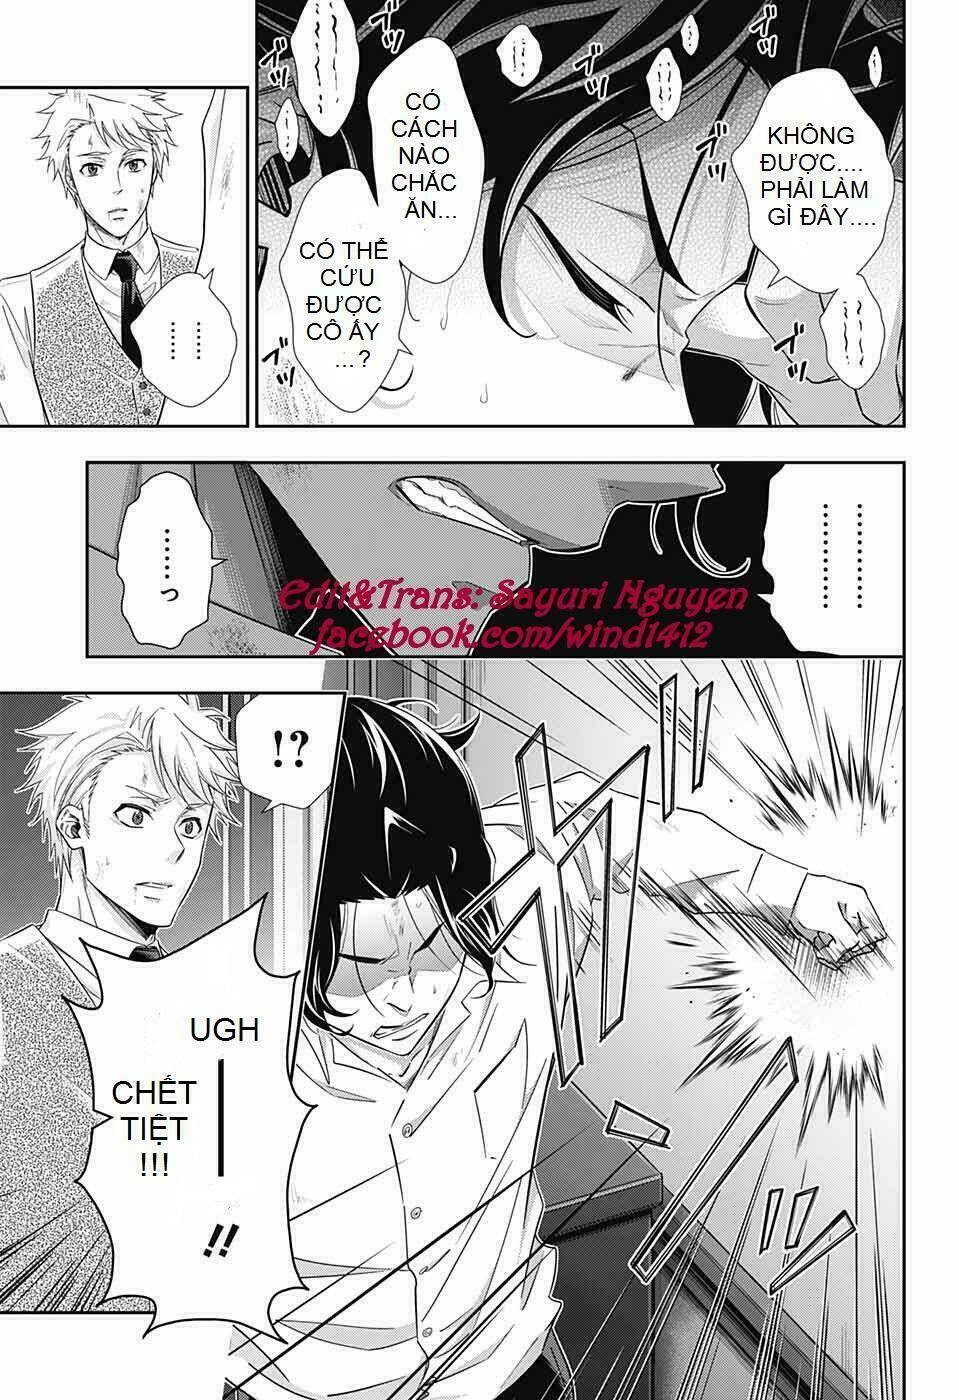 KHÔNG
ĐƯỢC....
PHẢI LÀM
GÌ ĐÂY....
CÓ
CÁCH
NÀO
CHẮC
ĂN...
CÓ THỂ
CỨU
ĐƯỢC
CÔ ẤY
...?
......
......
......っ
Edit&Trans: Sayuri Nguyen
facebook.com/wind1412
!?
UGH
CHẾT
TIỆT
!!!
!!